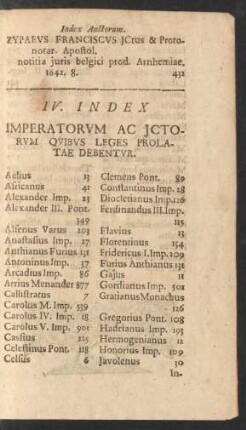 Index Auctorum.
ZYPAEVS FRANCISCVS JCtus & Proto-
notar. Apostol.
notitia juris belgici prod. Arnhemiae.
1642. 8. 432
IV. INDEX
IMPERATORVM AC JCTO-
RVM QVIBVS LEGES PROLA-
TAE DEBENTVR.
Aelius 13
Africanus 42
Alexander Imp. 23
Alexander III. Pont.
149
Alfenus Varus 103
Anastasius Imp. 17
Anthianus Furius 131
Antoninus Imp. 37
Arcadius Imp. 86
Arrius Menander 877
Callistratus 7
Carolus M. Imp. 539
Carolus IV. Imp. 18
Carolus V. Imp. 901
Cassius 125
Celestinus Pont. 118
Celsus 6
Clemens Pont. 80
Constantinus Imp. 28
Diocletianus Imp. 126
Ferdinandus III. Imp.
115
Flavius 13
Florentinus 154
Fridericus I. Imp. 109
Furius Anthianus 131
Gajus 11
Gordianus Imp. 501
Gratianus Monachus
126
Gregorius Pont. 108
Hadrianus Imp. 193
Hermogenianus 12
Honorius Imp. 109
Javolenus 30
In-